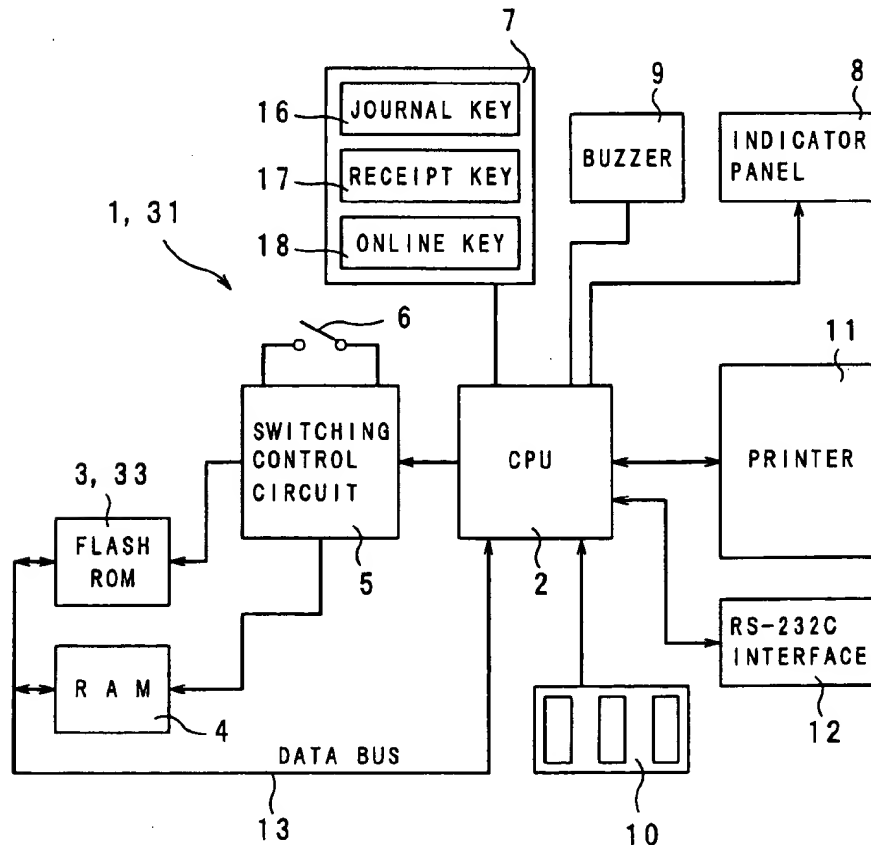 7
9
8
16
JOURNAL KEY
BUZZER
INDICATOR
PANEL
17
RECEIPT KEY
1, 31
18
ONLINE KEY
6
11
SWITCHING
CONTROL
CIRCUIT
CPU
PRINTER
3, 33
FLASH
ROM
5
2
RS-232C
INTERFACE
RAM
4
12
DATA BUS
13
10